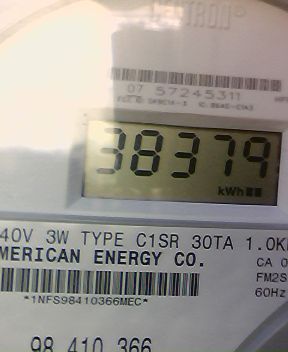 07 57245311
38379
kWh
40V 3W TYPE C1SR 30TA 1.0K
MERICAN ENERGY CO.
CA 0
FM2S
60Hz
*1NFS98410366MEC*
98 410 366